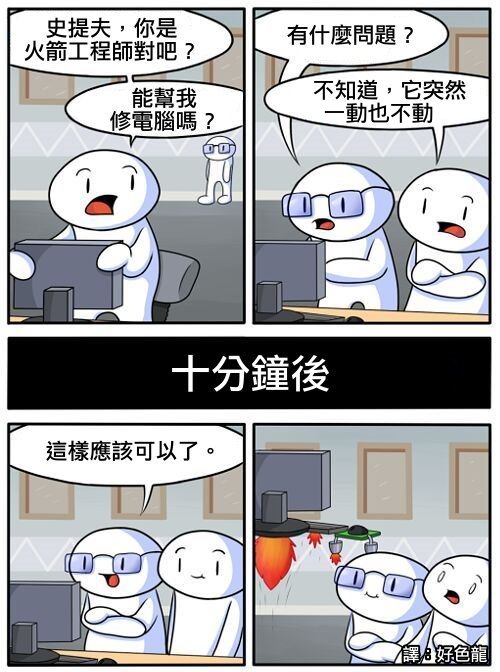 史提夫，你是
火箭工程師對吧？
能幫我
修電腦嗎？
有什麼問題？
不知道，它突然
一動也不動
十分鐘後
這樣應該可以了。
譯：好色龍